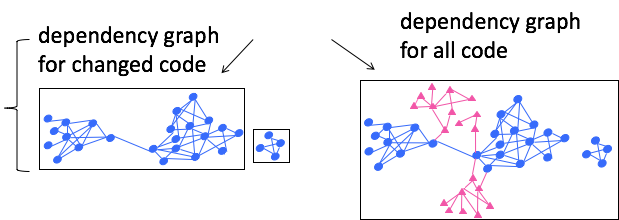 dependency graph
for changed code
dependency graph
for all code